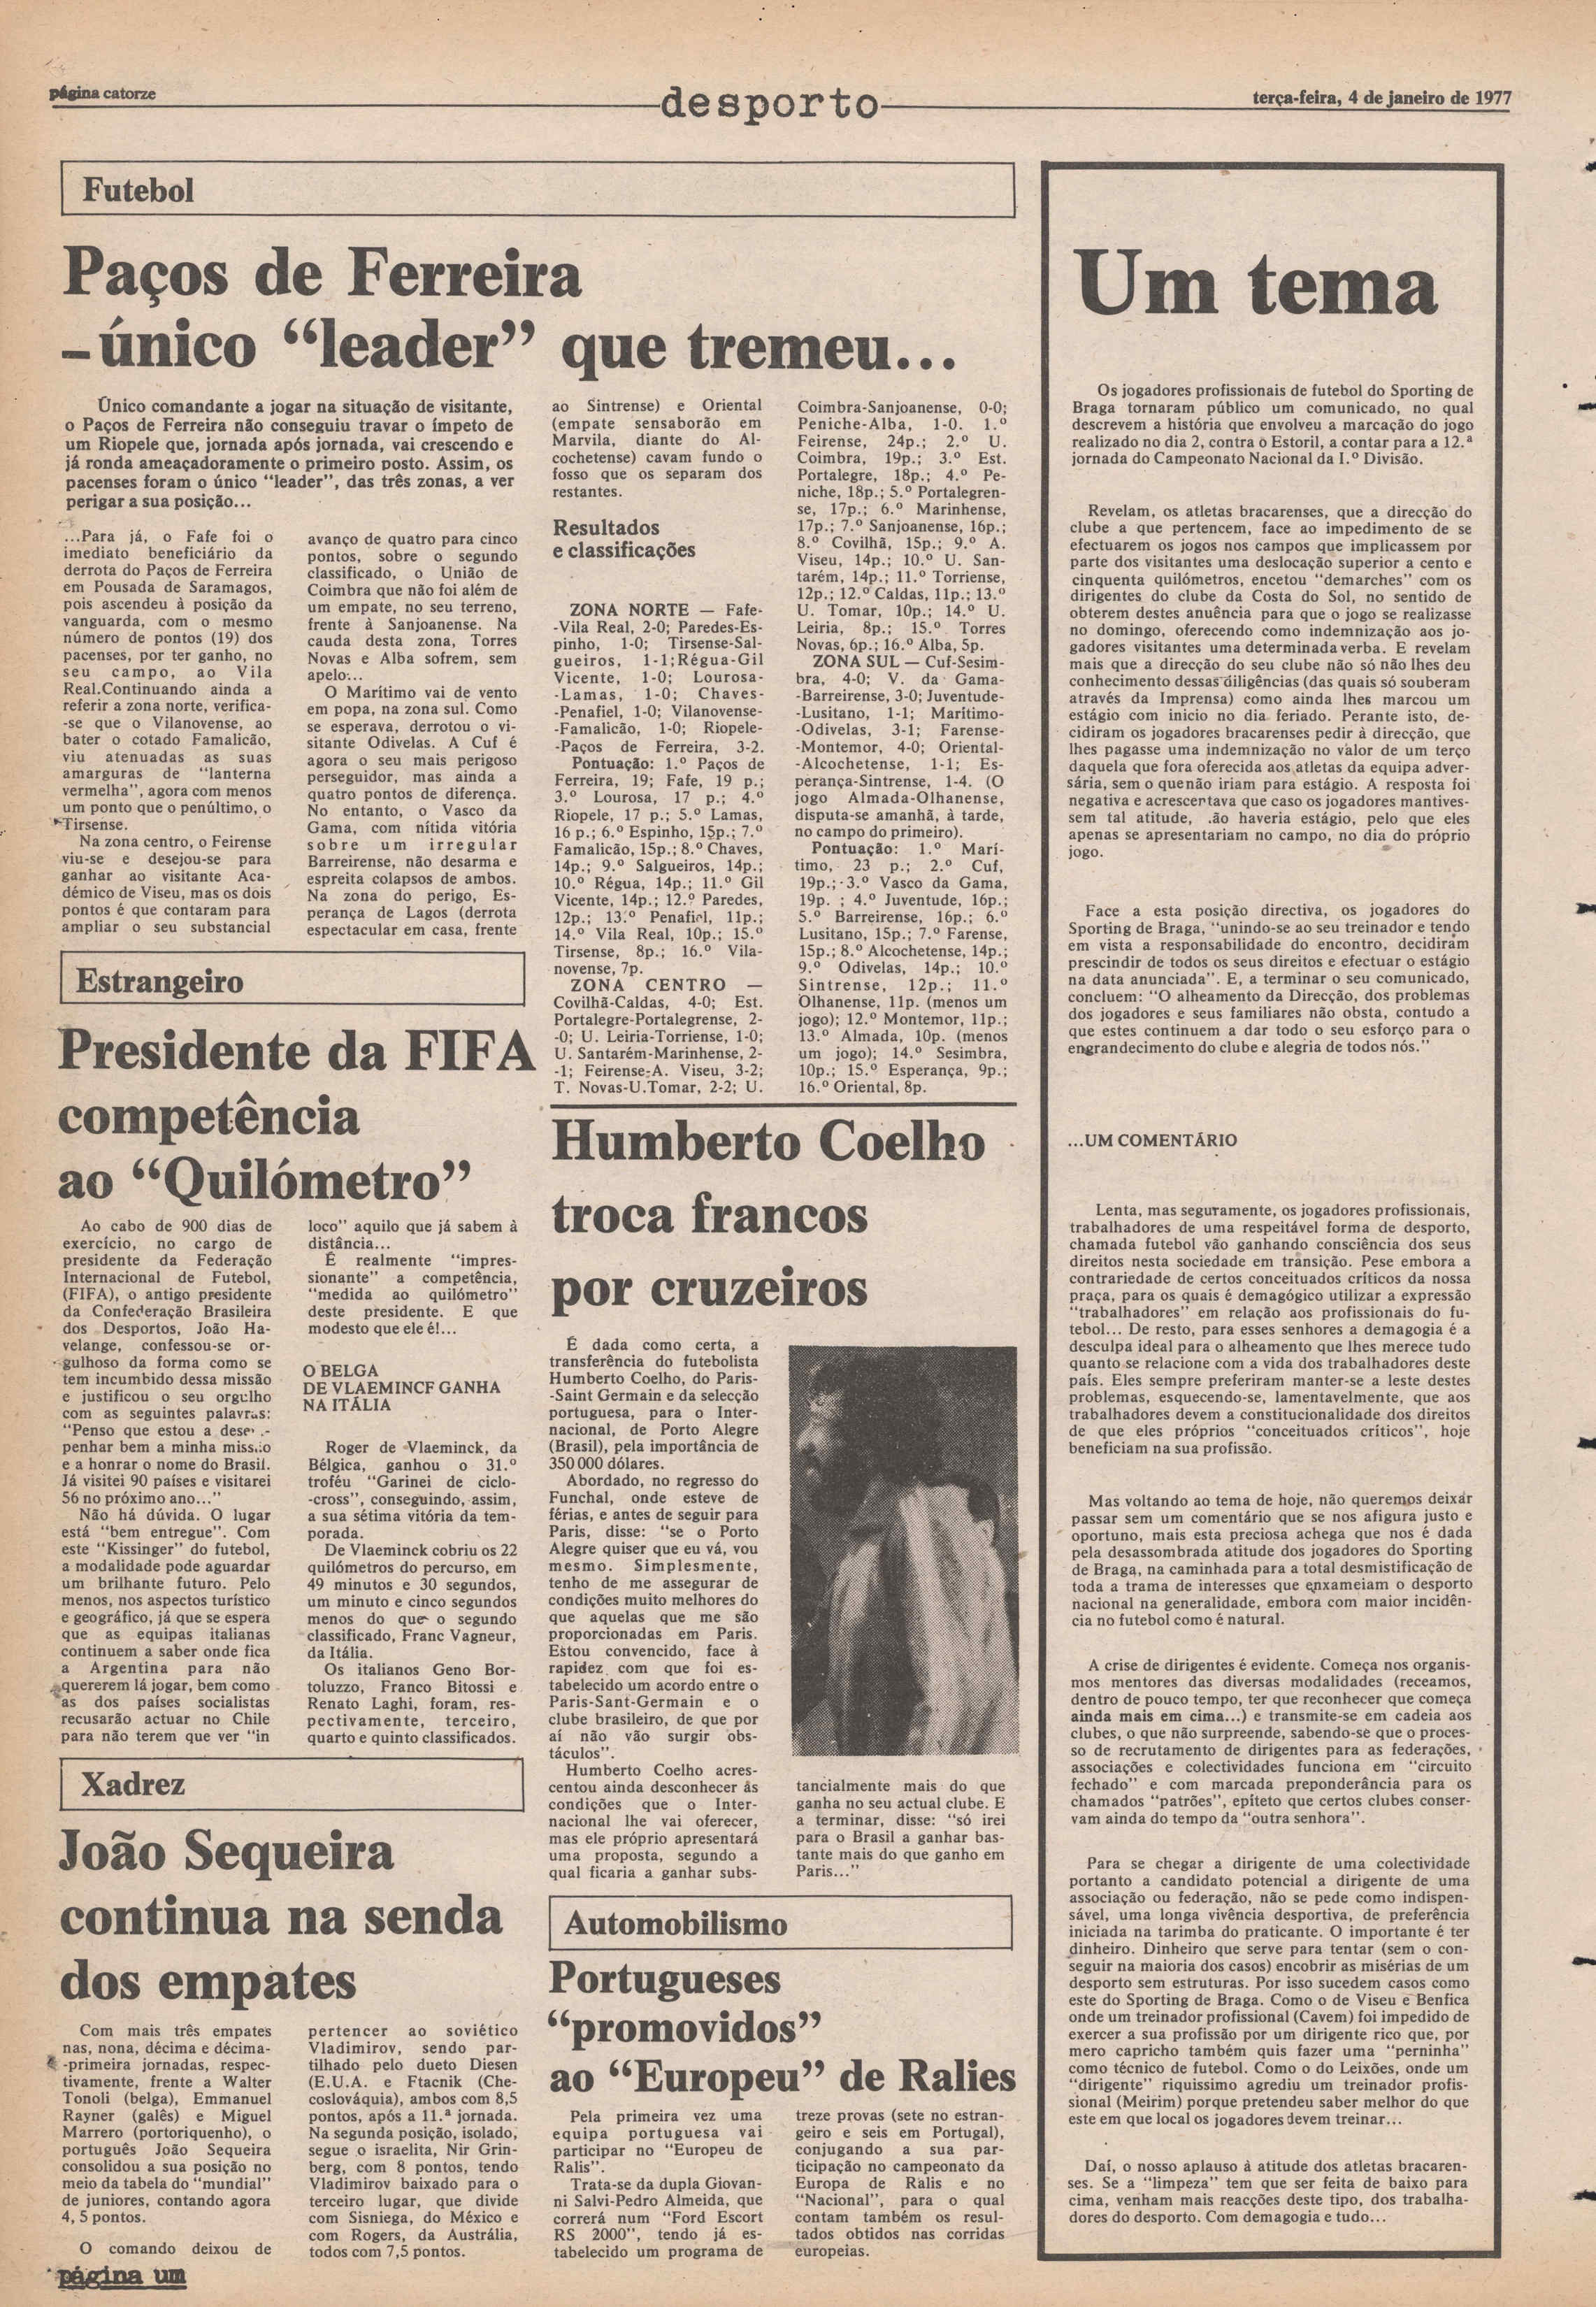 página catorze
desporto
terça-feira, 4 de janeiro de 1977
Futebol
Paços de Ferreira
-único "leader" que tremeu...
Único comandante a jogar na situação de visitante,
o Paços de Ferreira não conseguiu travar o ímpeto de
um Riopele que, jornada após jornada, vai crescendo e
já ronda ameaçadoramente o primeiro posto. Assim, os
pacenses foram o único "leader", das três zonas, a ver
perigar a sua posição...
...Para já, o Fafe foi o
imediato beneficiário da
derrota do Paços de Ferreira
em Pousada de Saramagos,
pois ascendeu à posição da
vanguarda, com o mesmo
número de pontos (19) dos
pacenses, por ter ganho, no
seu campo, ao Vila
Real.Continuando ainda a
referir a zona norte, verifica-
-se que o Vilanovense, ao
bater o cotado Famalicão,
viu atenuadas as suas
amarguras de "lanterna
vermelha", agora com menos
um ponto que o penúltimo, o
Tirsense.
Na zona centro, o Feirense
viu-se e desejou-se para
ganhar ao visitante Aca-
démico de Viseu, mas os dois
pontos é que contaram para
ampliar o seu substancial
avanço de quatro para cinco
pontos, sobre o segundo
classificado, o União de
Coimbra que não foi além de
um empate, no seu terreno,
frente à Sanjoanense. Na
cauda desta zona, Torres
Novas e Alba sofrem, sem
apelo...
O Marítimo vai de vento
em popa, na zona sul. Como
se esperava, derrotou o vi-
sitante Odivelas. A Cuf é
agora o seu mais perigoso
perseguidor, mas ainda a
quatro pontos de diferença.
No entanto, o Vasco da
Gama, com nítida vitória
sobre um irregular
Barreirense, não desarma e
espreita colapsos de ambos.
Na zona do perigo, Es-
perança de Lagos (derrota
espectacular em casa, frente
ao Sintrense) e Oriental
(empate sensaborão em
Marvila, diante do Al-
cochetense) cavam fundo o
fosso que os separam dos
restantes.
Resultados
e classificações
ZONA NORTE — Fafe-
-Vila Real, 2-0; Paredes-Es-
pinho, 1-0; Tirsense-Sal-
gueiros, 1-1;Régua-Gil
Vicente, 1-0; Lourosa-
-Lamas, 1-0; Chaves-
-Penafiel, 1-0; Vilanovense-
-Famalicão, 1-0; Riopele-
-Paços de Ferreira, 3-2.
Pontuação: 1.º Paços de
Ferreira, 19; Fafe, 19 p.;
3.º Lourosa, 17 p.; 4.º
Riopele, 17 p.; 5.º Lamas,
16 p.; 6.º Espinho, 15p.; 7.º
Famalicão, 15p.; 8.º Chaves,
14p.; 9.º Salgueiros, 14p.;
10.º Régua, 14p.; 11.º Gil
Vicente, 14p.; 12.º Paredes,
12p.; 13.º Penafiel, 11p.;
14.º Vila Real, 10p.; 15.º
Tirsense, 8p.; 16.º Vila-
novense, 7p.
ZONA CENTRO —
Covilhã-Caldas, 4-0; Est.
Portalegre-Portalegrense, 2-
-0; U. Leiria-Torriense, 1-0;
U. Santarém-Marinhense, 2-
-1; Feirense-A. Viseu, 3-2;
T. Novas-U.Tomar, 2-2; U.
Coimbra-Sanjoanense, 0-0;
Peniche-Alba, 1-0. 1.º
Feirense, 24p.; 2.º U.
Coimbra, 19p.; 3.º Est.
Portalegre, 18p.; 4.º Pe-
niche, 18p.; 5.º Portalegren-
se, 17p.; 6.º Marinhense,
17p.; 7.º Sanjoanense, 16p.;
8.º Covilhã, 15p.; 9.º A.
Viseu, 14p.; 10.º U. San-
tarém, 14p.; 11.º Torriense,
12p.; 12.º Caldas, 11p.; 13.º
U. Tomar, 10p.; 14.º U.
Leiria, 8p.; 15.º Torres
Novas, 6p.; 16.º Alba, 5p.
ZONA SUL — Cuf-Sesim-
bra, 4-0; V. da Gama-
-Barreirense, 3-0; Juventude-
-Lusitano, 1-1; Marítimo-
-Odivelas, 3-1; Farense-
-Montemor, 4-0; Oriental-
-Alcochetense, 1-1; Es-
perança-Sintrense, 1-4. (O
jogo Almada-Olhanense,
disputa-se amanhã, à tarde,
no campo do primeiro).
Pontuação: 1.º Marí-
timo, 23 p.; 2.º Cuf,
19p.; 3.º Vasco da Gama,
19p. ; 4.º Juventude, 16p.;
5.º Barreirense, 16p.; 6.º
Lusitano, 15p.; 7.º Farense,
15p.; 8.º Alcochetense, 14p.;
9.º Odivelas, 14p.; 10.º
Sintrense, 12p.; 11.º
Olhanense, 11p. (menos um
jogo); 12.º Montemor, 11p.;
13.º Almada, 10p. (menos
um jogo); 14.º Sesimbra,
10p.; 15.º Esperança, 9p.;
16.º Oriental, 8p.
Estrangeiro
Presidente da FIFA
competência
ao "Quilómetro"
Ao cabo de 900 dias de
exercício, no cargo de
presidente da Federação
Internacional de Futebol,
(FIFA), o antigo presidente
da Confederação Brasileira
dos Desportos, João Ha-
velange, confessou-se or-
gulhoso da forma como se
tem incumbido dessa missão
e justificou o seu orgulho
com as seguintes palavras:
"Penso que estou a desem-
penhar bem a minha missão
e a honrar o nome do Brasil.
Já visitei 90 países e visitarei
56 no próximo ano..."
Não há dúvida. O lugar
está "bem entregue". Com
este "Kissinger" do futebol,
a modalidade pode aguardar
um brilhante futuro. Pelo
menos, nos aspectos turístico
e geográfico, já que se espera
que as equipas italianas
continuem a saber onde fica
a Argentina para não
quererem lá jogar, bem como
as dos países socialistas
recusarão actuar no Chile
para não terem que ver "in
loco" aquilo que já sabem à
distância...
É realmente "impres-
sionante" a competência,
"medida ao quilómetro"
deste presidente. E que
modesto que ele é!...
O BELGA
DE VLAEMINCF GANHA
NA ITÁLIA
Roger de Vlaeminck, da
Bélgica, ganhou o 31.º
troféu "Garinei de ciclo-
-cross", conseguindo, assim,
a sua sétima vitória da tem-
porada.
De Vlaeminck cobriu os 22
quilómetros do percurso, em
49 minutos e 30 segundos,
um minuto e cinco segundos
menos do que o segundo
classificado, Franc Vagneur,
da Itália.
Os italianos Geno Bor-
toluzzo, Franco Bitossi e
Renato Laghi, foram, res-
pectivamente, terceiro,
quarto e quinto classificados.
Xadrez
João Sequeira
continua na senda
dos empates
Com mais três empates
nas, nona, décima e décima-
-primeira jornadas, respec-
tivamente, frente a Walter
Tonoli (belga), Emmanuel
Rayner (galês) e Miguel
Marrero (portoriquenho), o
português João Sequeira
consolidou a sua posição no
meio da tabela do "mundial"
de juniores, contando agora
4, 5 pontos.
O comando deixou de
pertencer ao soviético
Vladimirov, sendo par-
tilhado pelo dueto Diesen
(E.U.A. e Ftacnik (Che-
coslováquia), ambos com 8,5
pontos, após a 11.ª jornada.
Na segunda posição, isolado,
segue o israelita, Nir Grin-
berg, com 8 pontos, tendo
Vladimirov baixado para o
terceiro lugar, que divide
com Sisniega, do México e
com Rogers, da Austrália,
todos com 7,5 pontos.
Humberto Coelho
troca francos
por cruzeiros
É dada como certa, a
transferência do futebolista
Humberto Coelho, do Paris-
-Saint Germain e da selecção
portuguesa, para o Inter-
nacional, de Porto Alegre
(Brasil), pela importância de
350 000 dólares.
Abordado, no regresso do
Funchal, onde esteve de
férias, e antes de seguir para
Paris, disse: "se o Porto
Alegre quiser que eu vá, vou
mesmo. Simplesmente,
tenho de me assegurar de
condições muito melhores do
que aquelas que me são
proporcionadas em Paris.
Estou convencido, face à
rapidez com que foi es-
tabelecido um acordo entre o
Paris-Sant-Germain e o
clube brasileiro, de que por
aí não vão surgir obs-
táculos".
Humberto Coelho acres-
centou ainda desconhecer as
condições que o Inter-
nacional lhe vai oferecer,
mas ele próprio apresentará
uma proposta, segundo a
qual ficaria a ganhar subs-
tancialmente mais do que
ganha no seu actual clube. E
a terminar, disse: "só irei
para o Brasil a ganhar bas-
tante mais do que ganho em
Paris..."
Automobilismo
Portugueses
"promovidos"
ao "Europeu" de Ralies
Pela primeira vez uma
equipa portuguesa vai
participar no "Europeu de
Ralis".
Trata-se da dupla Giovan-
ni Salvi-Pedro Almeida, que
correrá num "Ford Escort
RS 2000", tendo já es-
tabelecido um programa de
treze provas (sete no estran-
geiro e seis em Portugal),
conjugando a sua par-
ticipação no campeonato da
Europa de Ralis e no
"Nacional", para o qual
contam também os resul-
tados obtidos nas corridas
europeias.
Um tema
Os jogadores profissionais de futebol do Sporting de
Braga tornaram público um comunicado, no qual
descrevem a história que envolveu a marcação do jogo
realizado no dia 2, contra o Estoril, a contar para a 12.ª
jornada do Campeonato Nacional da I.º Divisão.
Revelam, os atletas bracarenses, que a direcção do
clube a que pertencem, face ao impedimento de se
efectuarem os jogos nos campos que implicassem por
parte dos visitantes uma deslocação superior a cento e
cinquenta quilómetros, encetou "demarches" com os
dirigentes do clube da Costa do Sol, no sentido de
obterem destes anuência para que o jogo se realizasse
no domingo, oferecendo como indemnização aos jo-
gadores visitantes uma determinada verba. E revelam
mais que a direcção do seu clube não só não lhes deu
conhecimento dessas diligências (das quais só souberam
através da Imprensa) como ainda lhes marcou um
estágio com inicio no dia feriado. Perante isto, de-
cidiram os jogadores bracarenses pedir à direcção, que
lhes pagasse uma indemnização no valor de um terço
daquela que fora oferecida aos atletas da equipa adver-
sária, sem o que não iriam para estágio. A resposta foi
negativa e acrescentava que caso os jogadores mantives-
sem tal atitude, .ão haveria estágio, pelo que eles
apenas se apresentariam no campo, no dia do próprio
jogo.
Face a esta posição directiva, os jogadores do
Sporting de Braga, "unindo-se ao seu treinador e tendo
em vista a responsabilidade do encontro, decidiram
prescindir de todos os seus direitos e efectuar o estágio
na data anunciada". E, a terminar o seu comunicado,
concluem: "O alheamento da Direcção, dos problemas
dos jogadores e seus familiares não obsta, contudo a
que estes continuem a dar todo o seu esforço para o
engrandecimento do clube e alegria de todos nós."
...UM COMENTÁRIO
Lenta, mas seguramente, os jogadores profissionais,
trabalhadores de uma respeitável forma de desporto,
chamada futebol vão ganhando consciência dos seus
direitos nesta sociedade em transição. Pese embora a
contrariedade de certos conceituados críticos da nossa
praça, para os quais é demagógico utilizar a expressão
"trabalhadores" em relação aos profissionais do fu-
tebol... De resto, para esses senhores a demagogia é a
desculpa ideal para o alheamento que lhes merece tudo
quanto se relacione com a vida dos trabalhadores deste
país. Eles sempre preferiram manter-se a leste destes
problemas, esquecendo-se, lamentavelmente, que aos
trabalhadores devem a constitucionalidade dos direitos
de que eles próprios "conceituados críticos", hoje
beneficiam na sua profissão.
Mas voltando ao tema de hoje, não queremos deixar
passar sem um comentário que se nos afigura justo e
oportuno, mais esta preciosa achega que nos é dada
pela desassombrada atitude dos jogadores do Sporting
de Braga, na caminhada para a total desmistificação de
toda a trama de interesses que enxameiam o desporto
nacional na generalidade, embora com maior incidên-
cia no futebol como é natural.
A crise de dirigentes é evidente. Começa nos organis-
mos mentores das diversas modalidades (receamos,
dentro de pouco tempo, ter que reconhecer que começa
ainda mais em cima...) e transmite-se em cadeia aos
clubes, o que não surpreende, sabendo-se que o proces-
so de recrutamento de dirigentes para as federações,
associações e colectividades funciona em "circuito
fechado" e com marcada preponderância para os
chamados "patrões", epíteto que certos clubes conser-
vam ainda do tempo da "outra senhora".
Para se chegar a dirigente de uma colectividade
portanto a candidato potencial a dirigente de uma
associação ou federação, não se pede como indispen-
sável, uma longa vivência desportiva, de preferência
iniciada na tarimba do praticante. O importante é ter
dinheiro. Dinheiro que serve para tentar (sem o con-
seguir na maioria dos casos) encobrir as misérias de um
desporto sem estruturas. Por isso sucedem casos como
este do Sporting de Braga. Como o de Viseu e Benfica
onde um treinador profissional (Cavem) foi impedido de
exercer a sua profissão por um dirigente rico que, por
mero capricho também quis fazer uma "perninha"
como técnico de futebol. Como o do Leixões, onde um
"dirigente" riquissimo agrediu um treinador profis-
sional (Meirim) porque pretendeu saber melhor do que
este em que local os jogadores devem treinar...
Daí, o nosso aplauso à atitude dos atletas bracaren-
ses. Se a "limpeza" tem que ser feita de baixo para
cima, venham mais reacções deste tipo, dos trabalha-
dores do desporto. Com demagogia e tudo...
página um